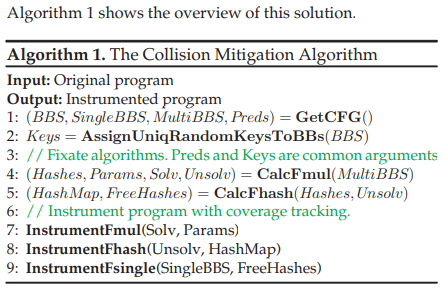 Algorithm 1 shows the overview of this solution.
Algorithm 1. The Collision Mitigation Algorithm
Input: Original program
Output: Instrumented program
1: (BBS, SingleBBS, MultiBBS, Preds) = GetCFG()
2: Keys = AssignUniqRandomKeysToBBs(BBS)
3: // Fixate algorithms. Preds and Keys are common arguments
4: (Hashes, Params, Solv, Unsolv) = CalcFmul(MultiBBS)
5: (HashMap, FreeHashes) = CalcFhash(Hashes, Unsolv)
6: // Instrument program with coverage tracking.
7: InstrumentFmul(Solv, Params)
8: InstrumentFhash(Unsolv, HashMap)
9: InstrumentFsingle(SingleBBS, FreeHashes)